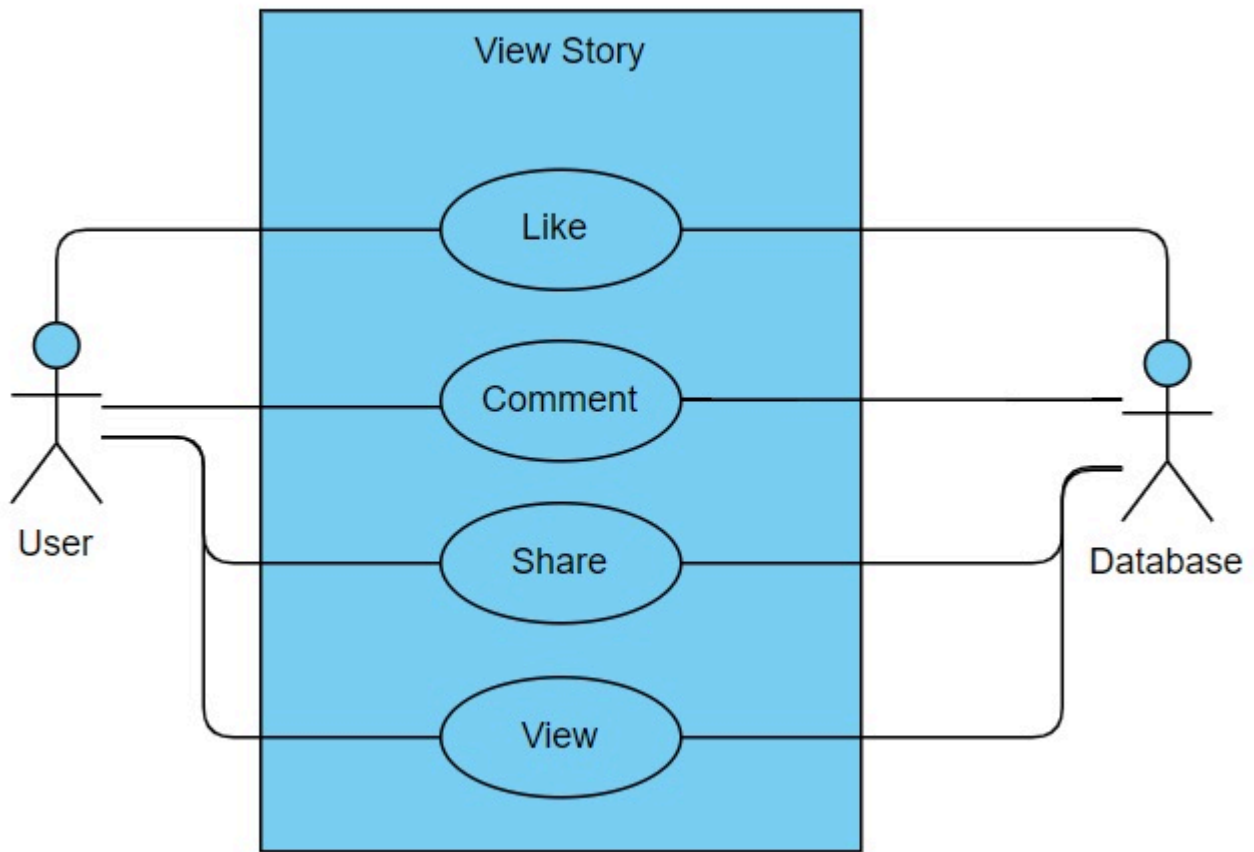 View Story
Like
Comment
Share
View
User
Database